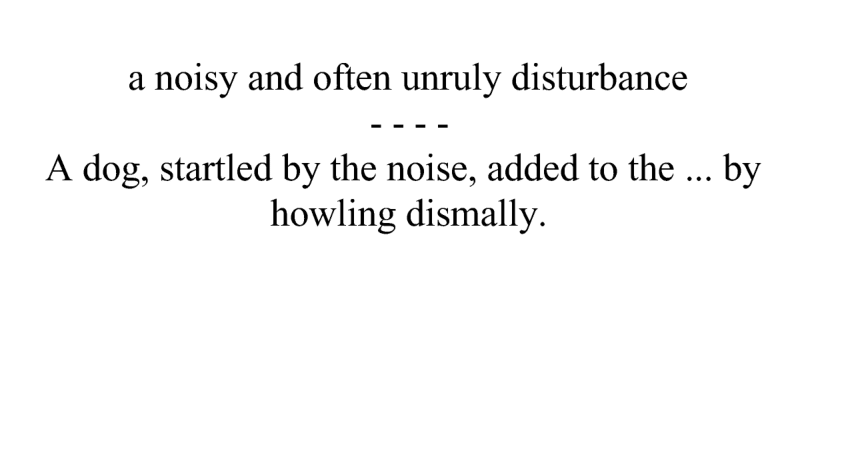 a noisy and often unruly disturbance
- - - -
A dog, startled by the noise, added to the ... by
howling dismally.